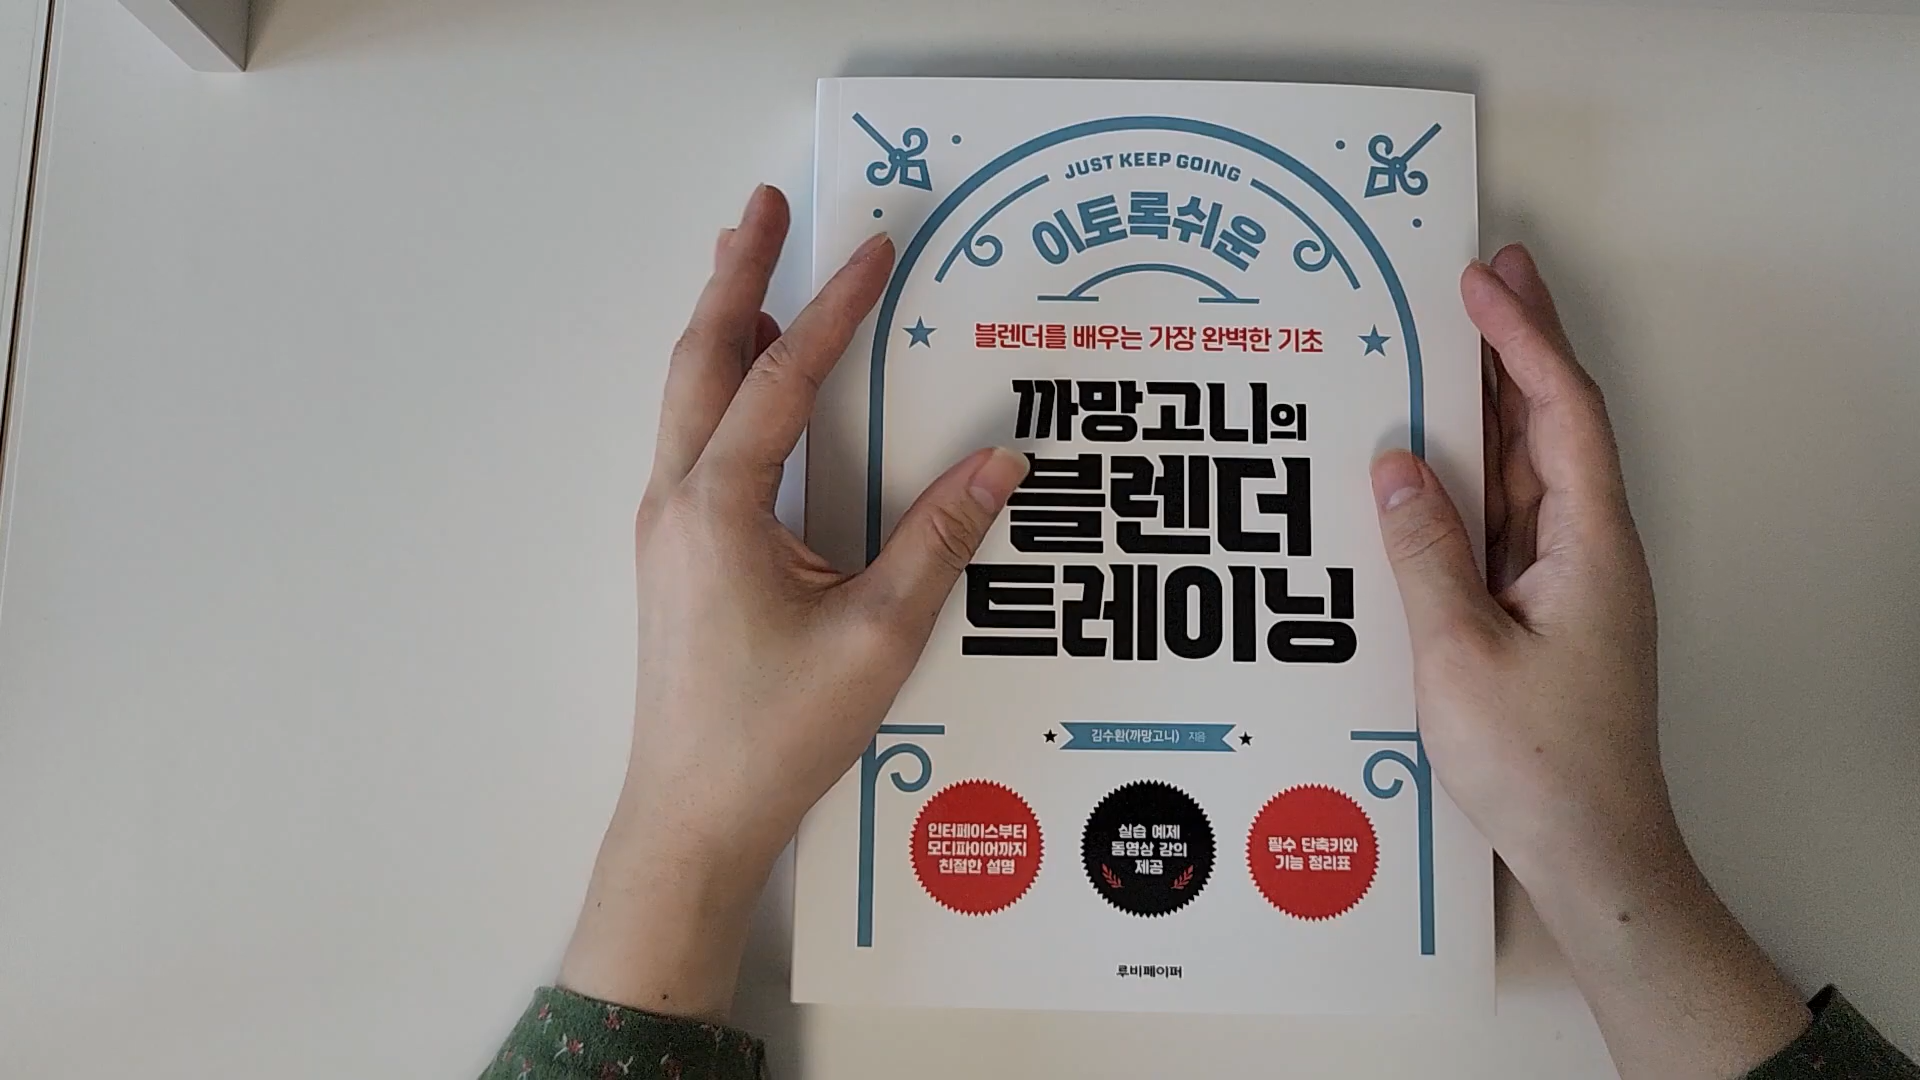 JUST KEEP GOING
이토록쉬운
블렌더를 배우는 가장 완벽한 기초
까망고니의
블렌더
트레이닝
김수환(까망고니) 지음
인터페이스부터
모디파이어까지
친절한 설명
실습 예제
동영상 강의
제공
필수 단축키와
기능 정리표
루비페이퍼